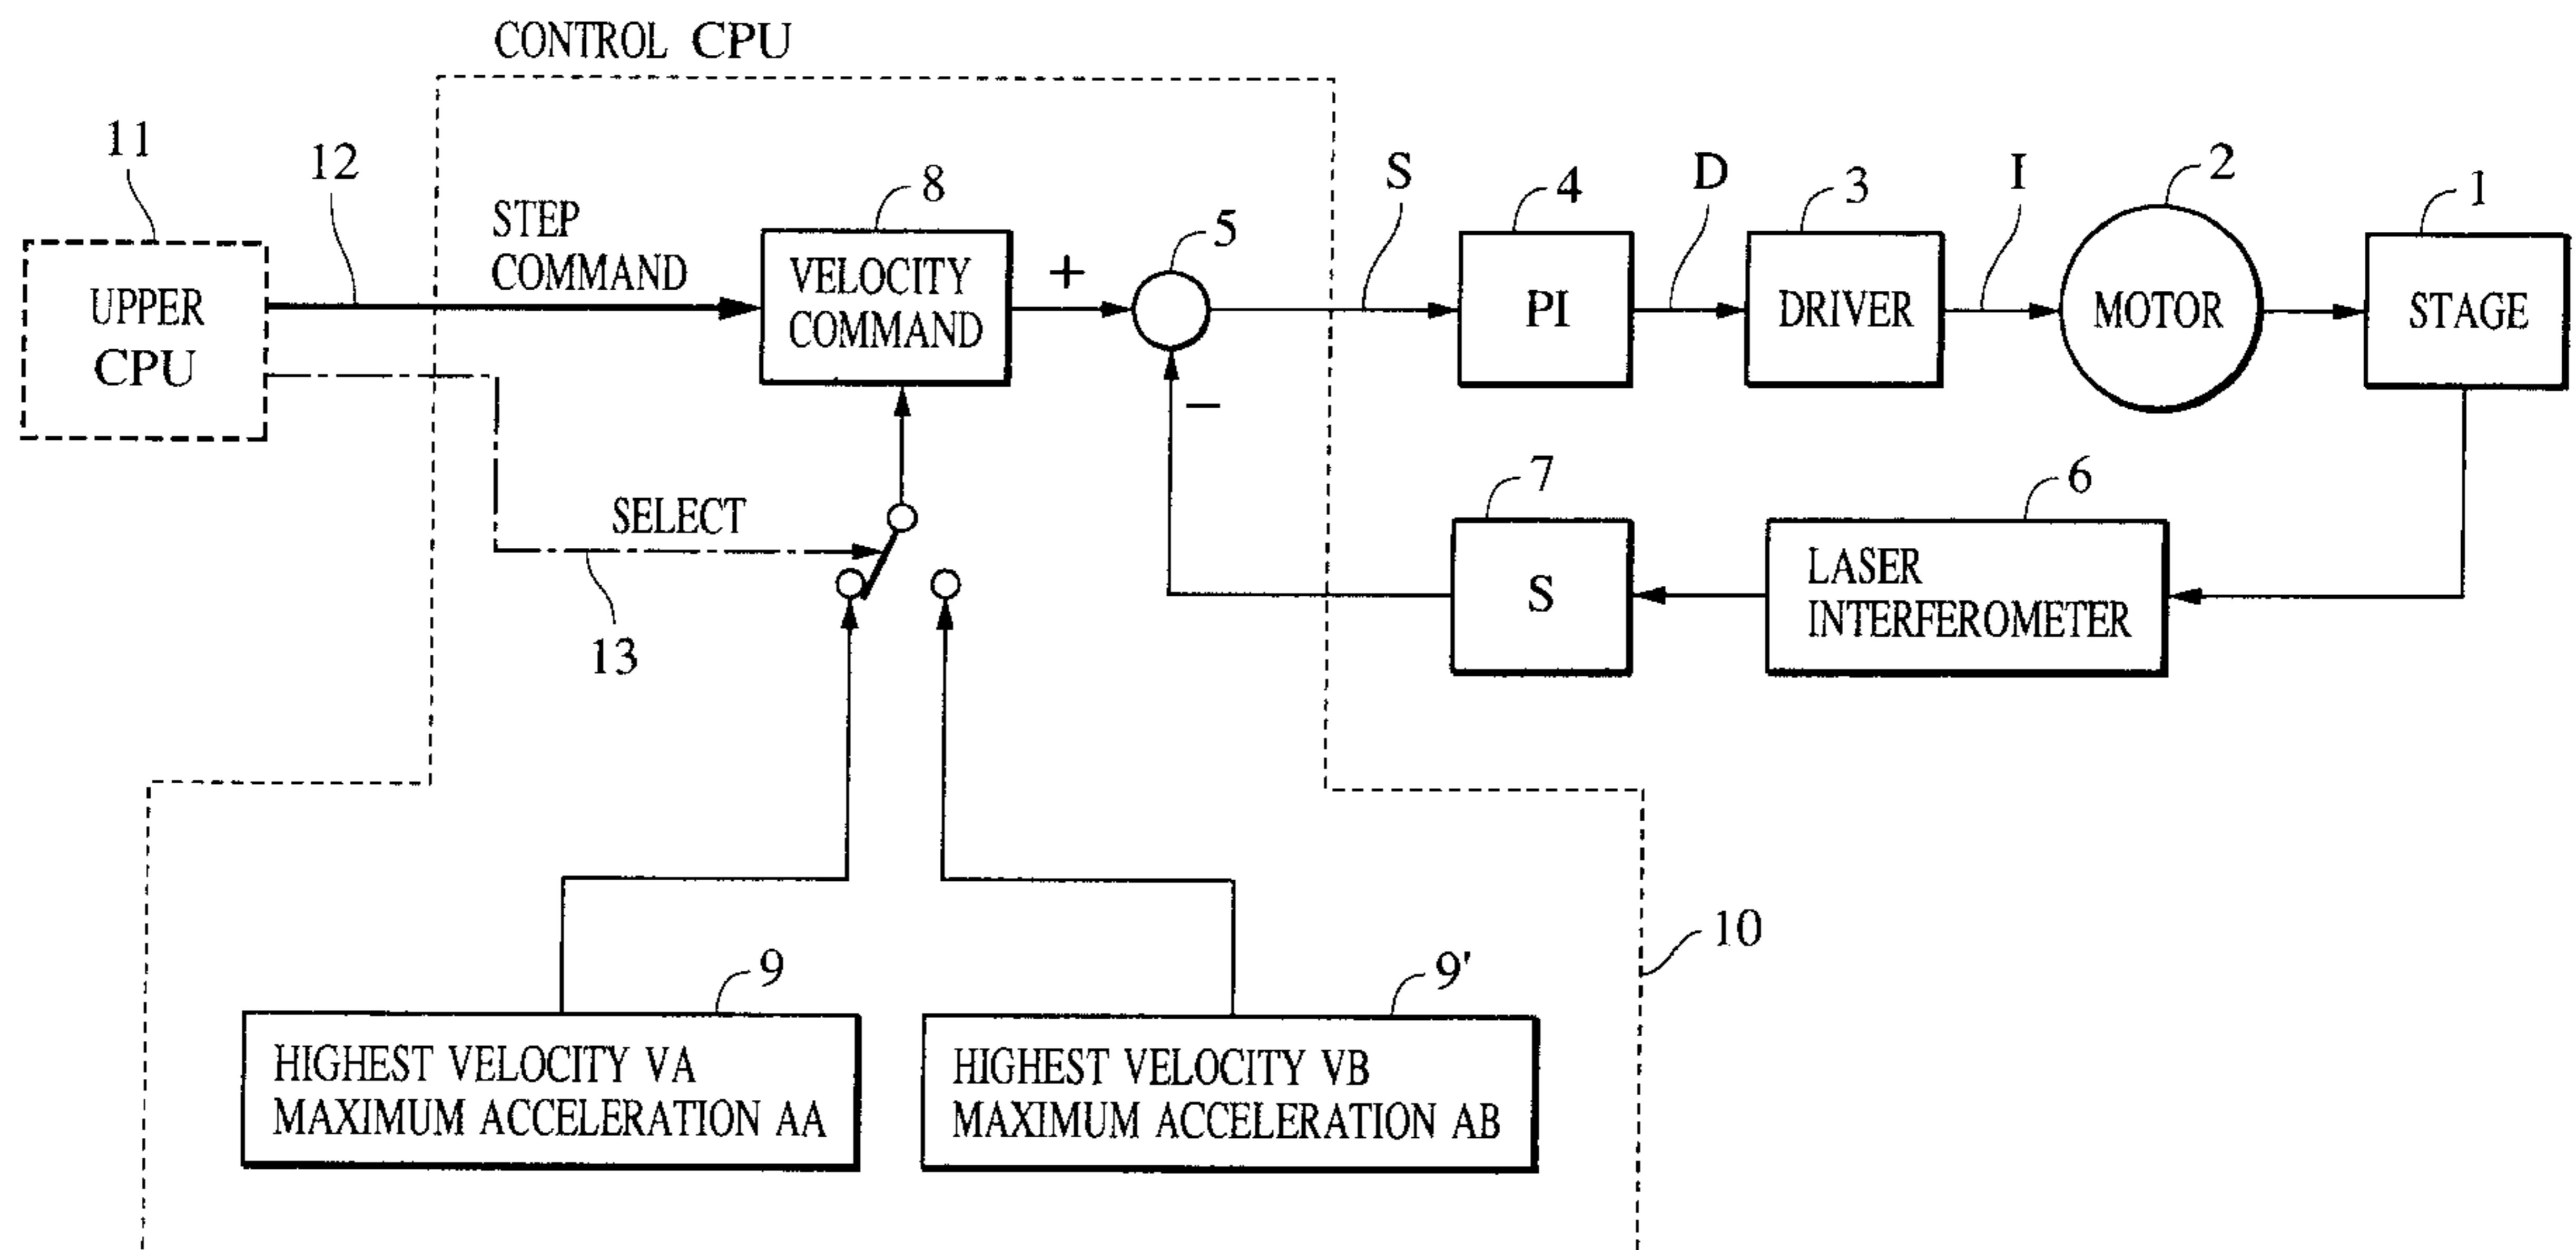 CONTROL CPU
11
12
STEP
COMMAND
8
VELOCITY
COMMAND
+
5
S
4
PI
D
3
DRIVER
I
2
MOTOR
1
STAGE
UPPER
CPU
−
SELECT
13
7
S
6
LASER
INTERFEROMETER
10
9
HIGHEST VELOCITY VA
MAXIMUM ACCELERATION AA
9'
HIGHEST VELOCITY VB
MAXIMUM ACCELERATION AB